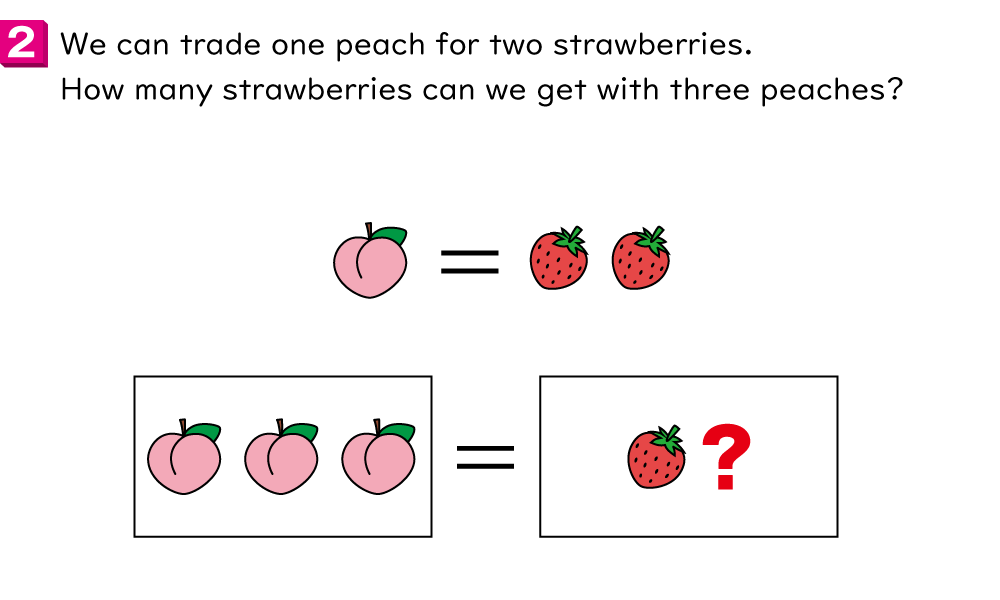 2 We can trade one peach for two strawberries.
How many strawberries can we get with three peaches?
=
= ?